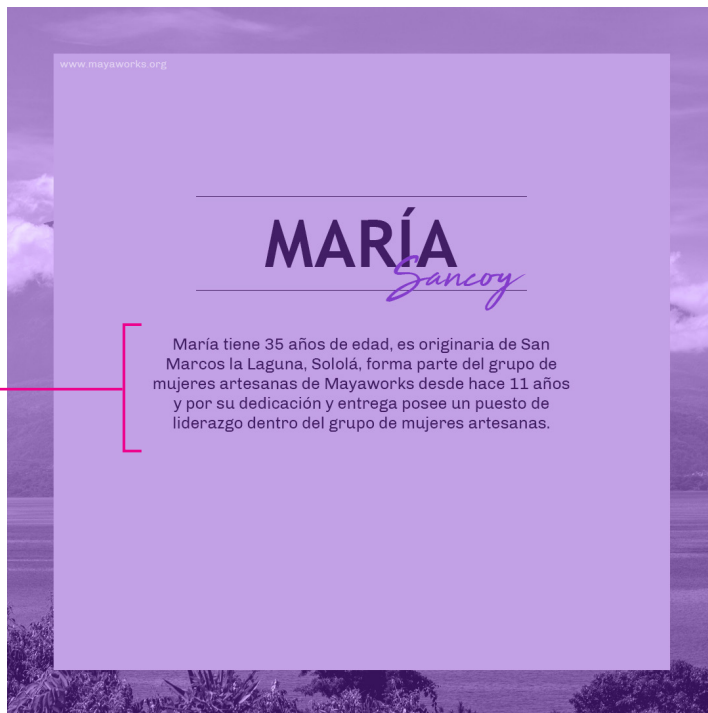 www.mayaworks.org
MARÍA
Sancoy
María tiene 35 años de edad, es originaria de San
Marcos la Laguna, Sololá, forma parte del grupo de
mujeres artesanas de Mayaworks desde hace 11 años
y por su dedicación y entrega posee un puesto de
liderazgo dentro del grupo de mujeres artesanas.